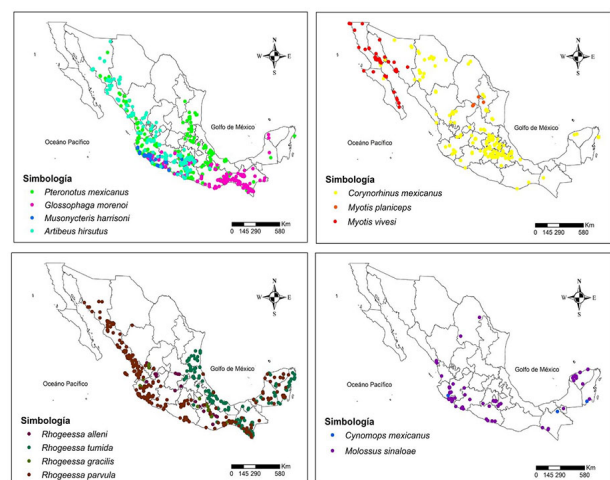 N
W E
S
Océano Pacífico
Golfo de México
Simbología
Pteronotus mexicanus
Glossophaga morenoi
Musonycteris harrisoni
Artibeus hirsutus
Km
0 145 290 580
N
W E
S
Golfo de México
Océano Pacífico
Simbología
Corynorhinus mexicanus
Myotis planiceps
Myotis vivesi
Km
0 145 290 580
N
W E
S
Golfo de México
Océano Pacífico
Simbología
Rhogeessa alleni
Rhogeessa tumida
Rhogeessa gracilis
Rhogeessa parvula
Km
0 145 290 580
N
W E
S
Golfo de México
Océano Pacífico
Simbología
Cynomops mexicanus
Molossus sinaloae
Km
0 145 290 580